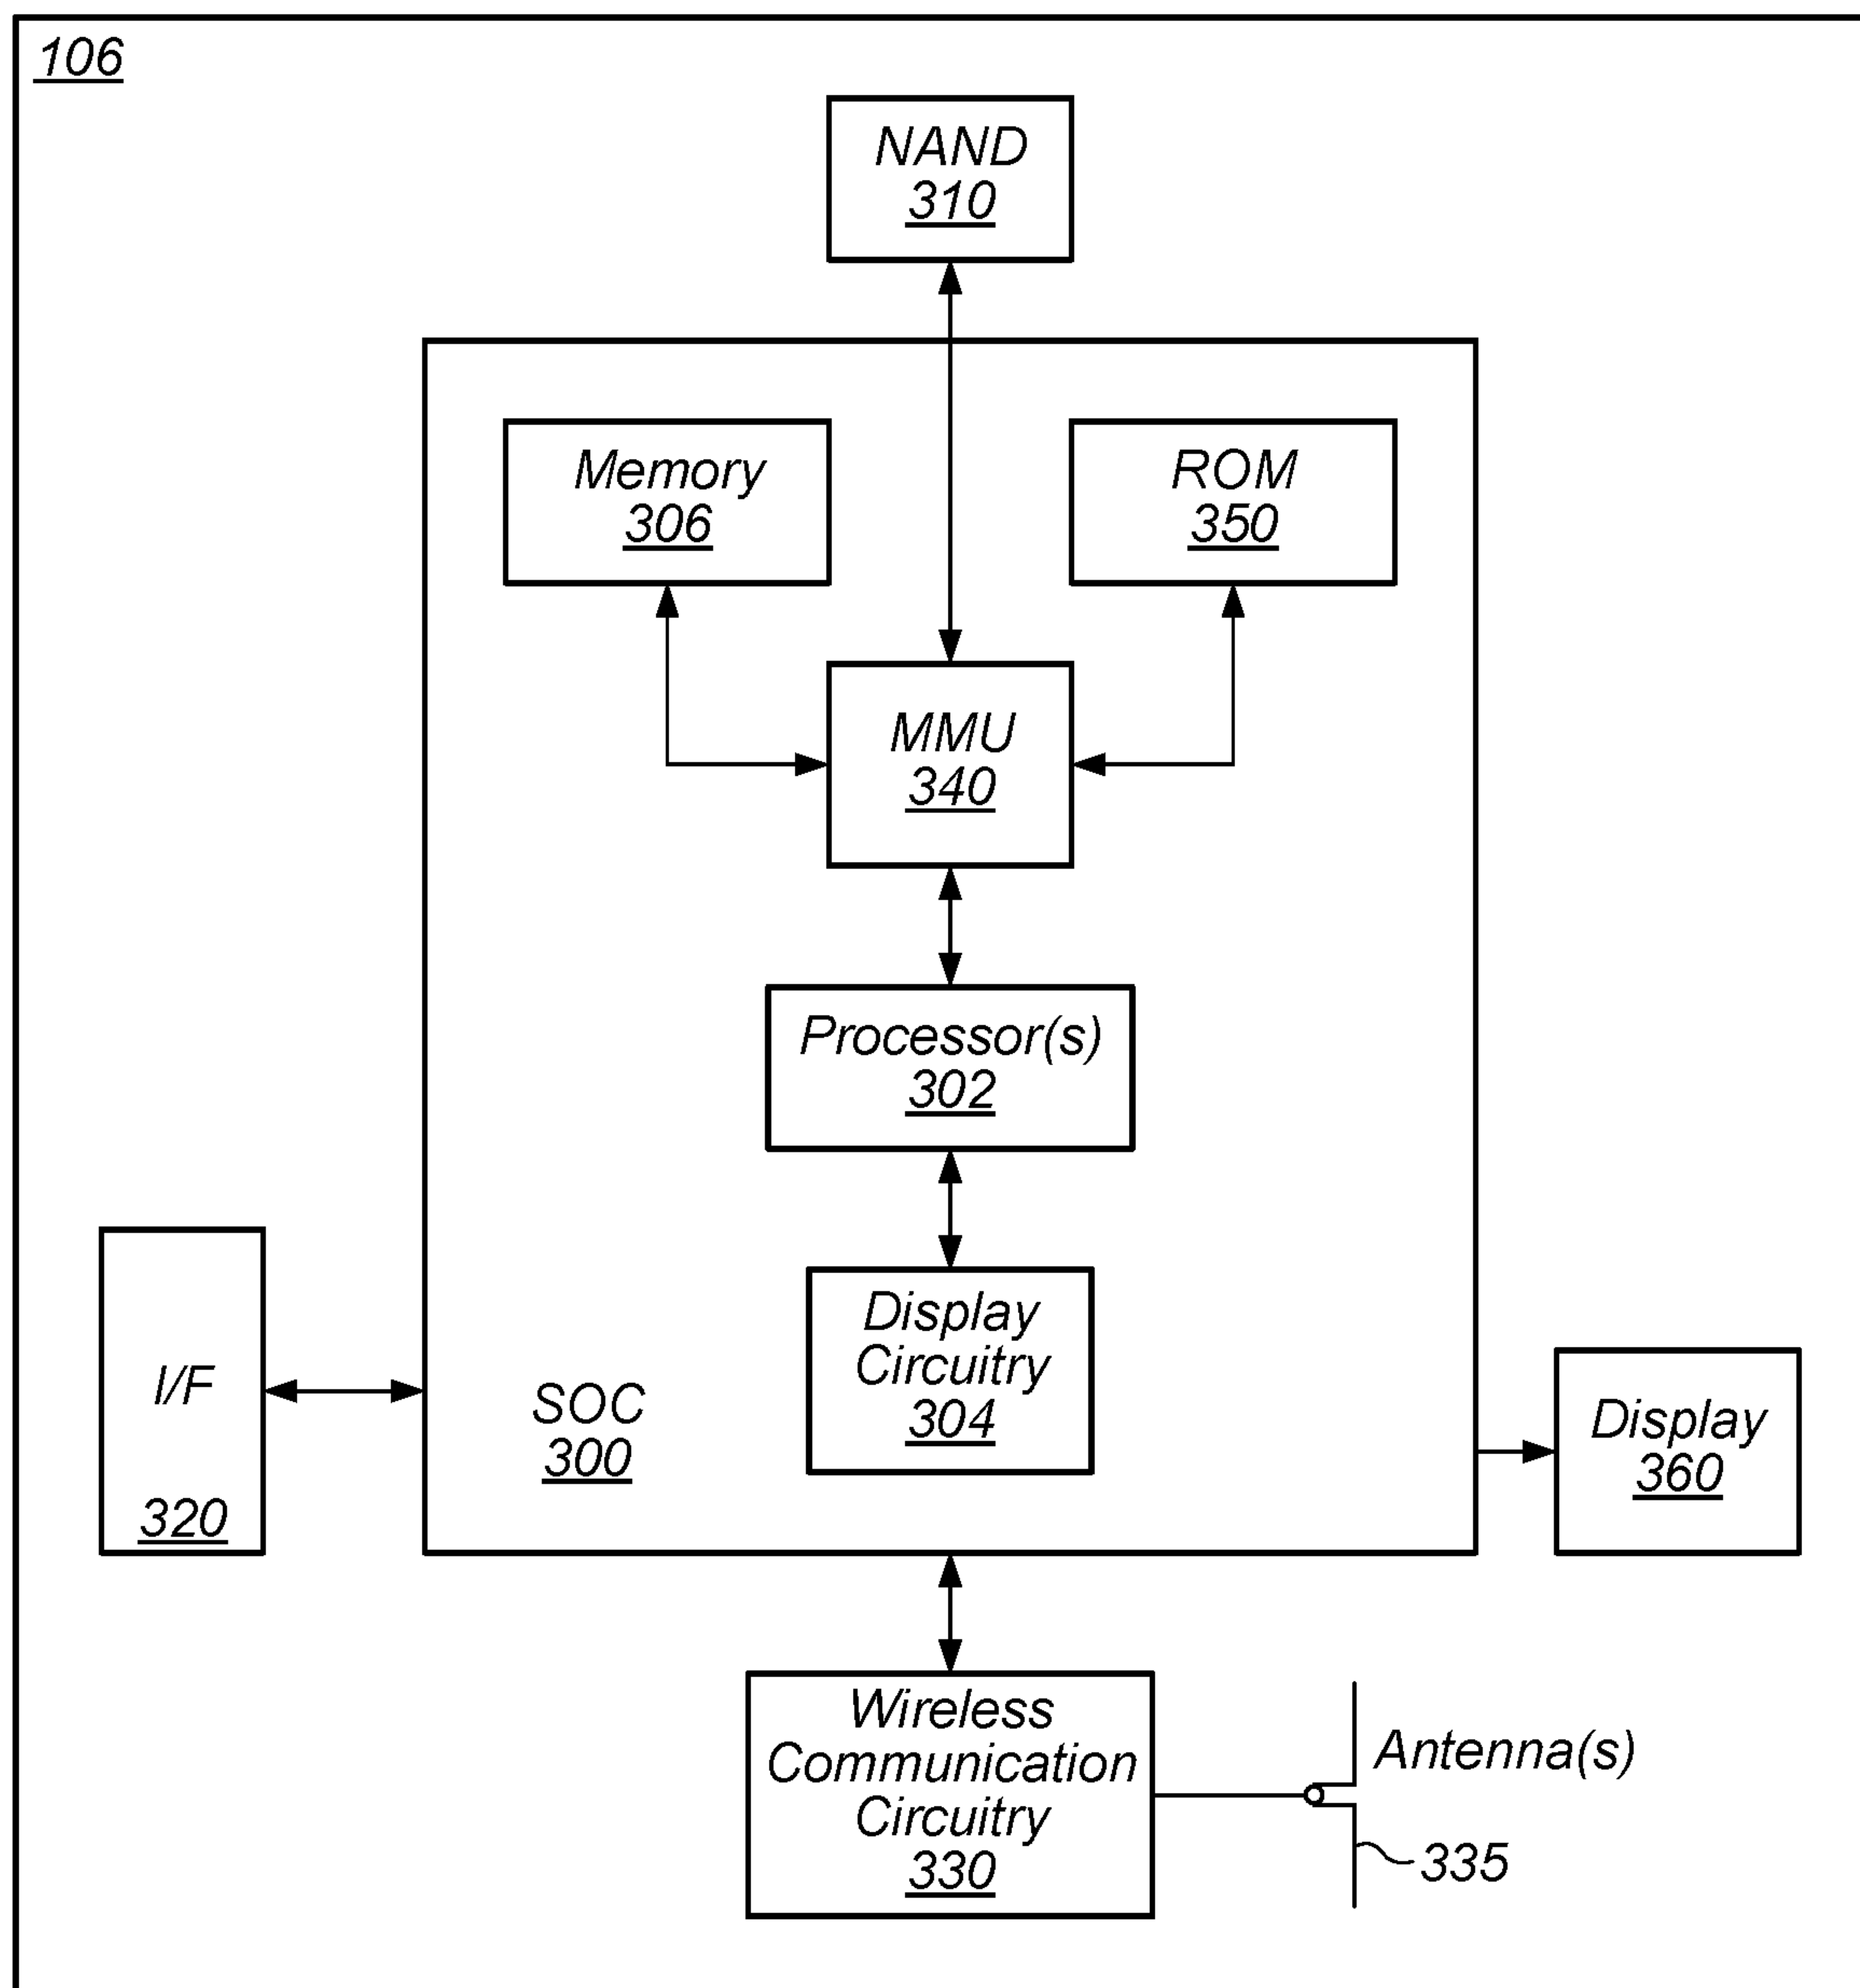 106
NAND
310
Memory
306
ROM
350
MMU
340
Processor(s)
302
Display
Circuitry
304
I/F
320
SOC
300
Display
360
Wireless
Communication
Circuitry
330
Antenna(s)
335